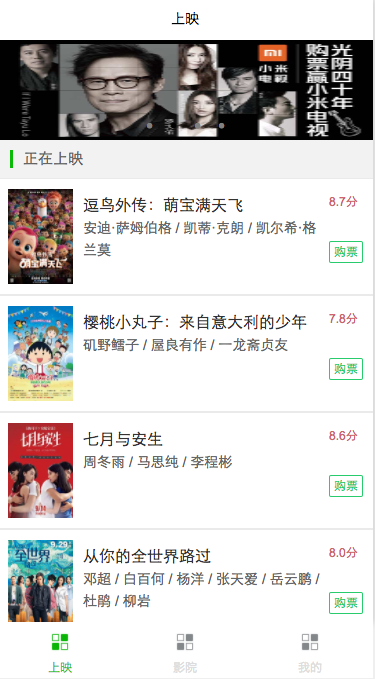 上映
光阴四十年
购票赢小米电视
小米
电视
正在上映
逗鸟外传：萌宝满天飞
8.7分
安迪·萨姆伯格 / 凯蒂·克朗 / 凯尔希·格
兰莫
购票
樱桃小丸子：来自意大利的少年
7.8分
矶野鳕子 / 屋良有作 / 一龙斋贞友
购票
七月与安生
七月与安生
8.6分
周冬雨 / 马思纯 / 李程彬
购票
9.29
从你的全世界路过
8.0分
邓超 / 白百何 / 杨洋 / 张天爱 / 岳云鹏 /
杜鹃 / 柳岩
购票
上映
影院
我的